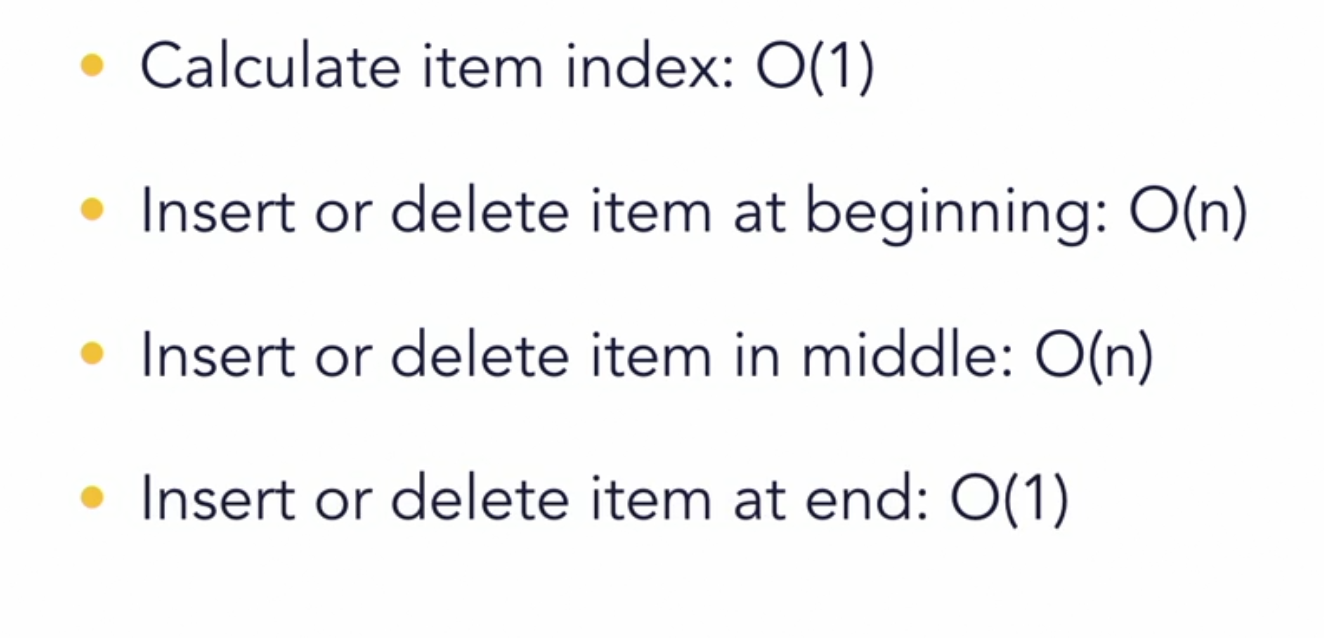 • Calculate item index: O(1)
• Insert or delete item at beginning: O(n)
• Insert or delete item in middle: O(n)
• Insert or delete item at end: O(1)